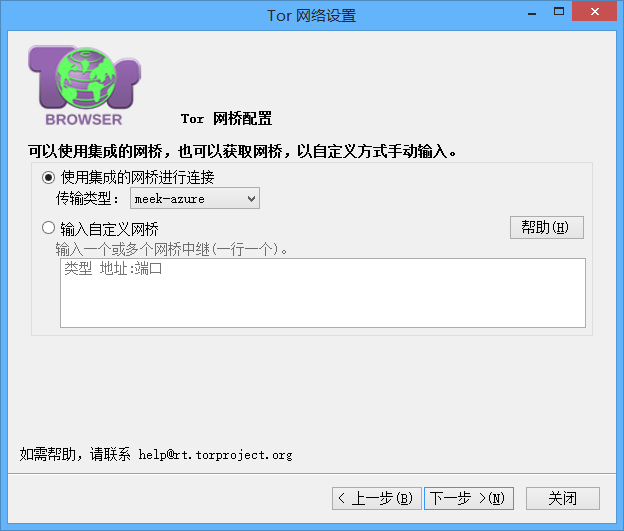 Tor 网络设置
Tor
BROWSER
Tor 网桥配置
可以使用集成的网桥，也可以获取网桥，以自定义方式手动输入。
使用集成的网桥进行连接
传输类型： meek-azure
输入自定义网桥
帮助(H)
输入一个或多个网桥中继(一行一个)。
类型 地址:端口
如需帮助，请联系 help@rt.torproject.org
< 上一步(B) 下一步 >(N) 关闭